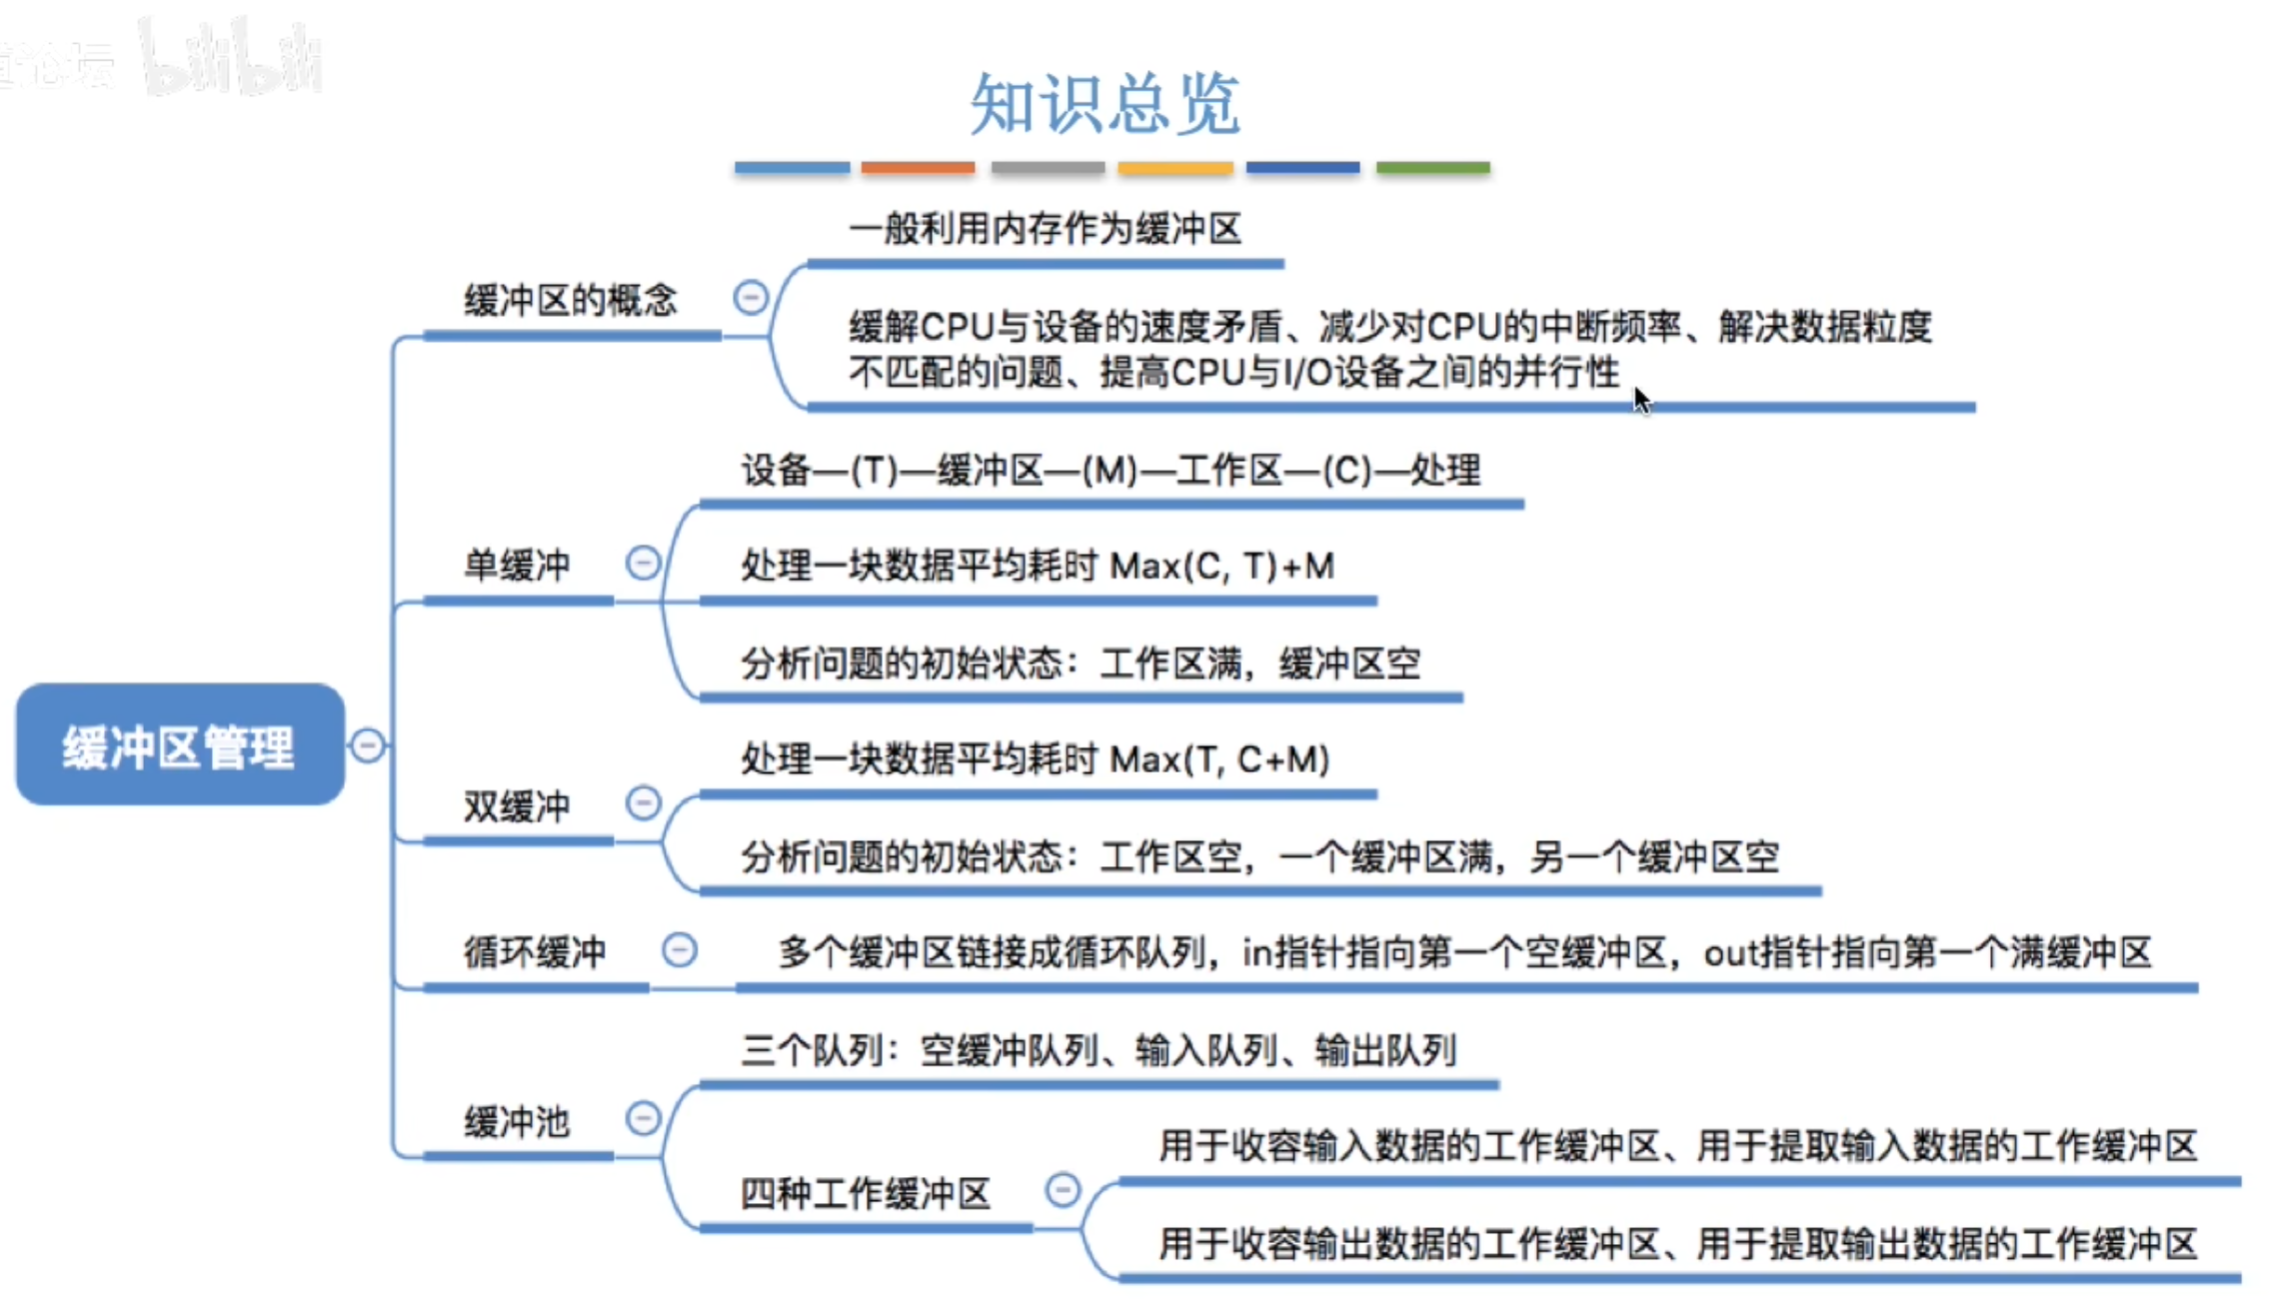 道论坛 bilibili
知识总览
一般利用内存作为缓冲区
缓冲区的概念
缓解CPU与设备的速度矛盾、减少对CPU的中断频率、解决数据粒度
不匹配的问题、提高CPU与I/O设备之间的并行性
设备—(T)—缓冲区—(M)—工作区—(C)—处理
单缓冲
处理一块数据平均耗时 Max(C, T)+M
分析问题的初始状态：工作区满，缓冲区空
缓冲区管理
处理一块数据平均耗时 Max(T, C+M)
双缓冲
分析问题的初始状态：工作区空，一个缓冲区满，另一个缓冲区空
循环缓冲
多个缓冲区链接成循环队列，in指针指向第一个空缓冲区，out指针指向第一个满缓冲区
三个队列：空缓冲队列、输入队列、输出队列
缓冲池
四种工作缓冲区
用于收容输入数据的工作缓冲区、用于提取输入数据的工作缓冲区
用于收容输出数据的工作缓冲区、用于提取输出数据的工作缓冲区